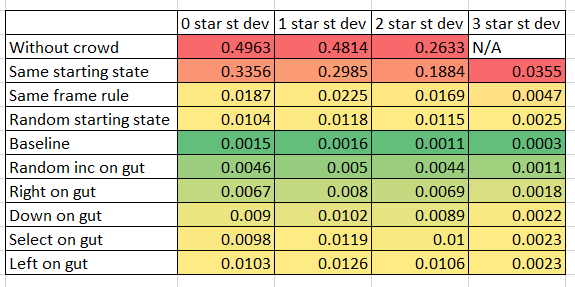 0 star st dev 1 star st dev 2 star st dev 3 star st dev
Without crowd 0.4963 0.4814 0.2633 N/A
Same starting state 0.3356 0.2985 0.1884 0.0355
Same frame rule 0.0187 0.0225 0.0169 0.0047
Random starting state 0.0104 0.0118 0.0115 0.0025
Baseline 0.0015 0.0016 0.0011 0.0003
Random inc on gut 0.0046 0.005 0.0044 0.0011
Right on gut 0.0067 0.008 0.0069 0.0018
Down on gut 0.009 0.0102 0.0089 0.0022
Select on gut 0.0098 0.0119 0.01 0.0023
Left on gut 0.0103 0.0126 0.0106 0.0023